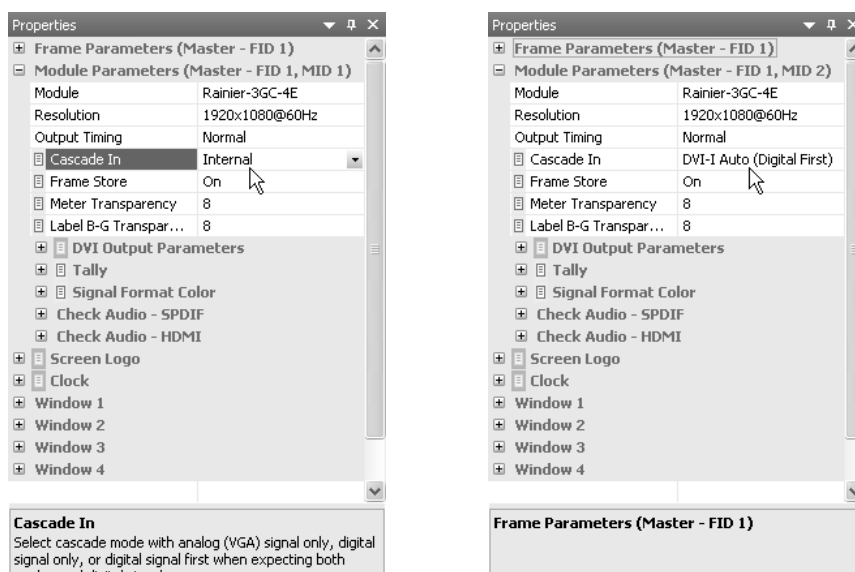 Properties
Frame Parameters (Master - FID 1)
Module Parameters (Master - FID 1, MID 1)
Module Rainier-3GC-4E
Resolution 1920x1080@60Hz
Output Timing Normal
Cascade In Internal
Frame Store On
Meter Transparency 8
Label B-G Transpar... 8
DVI Output Parameters
Tally
Signal Format Color
Check Audio - SPDIF
Check Audio - HDMI
Screen Logo
Clock
Window 1
Window 2
Window 3
Window 4
Cascade In
Select cascade mode with analog (VGA) signal only, digital
signal only, or digital signal first when expecting both
Properties
Frame Parameters (Master - FID 1)
Module Parameters (Master - FID 1, MID 2)
Module Rainier-3GC-4E
Resolution 1920x1080@60Hz
Output Timing Normal
Cascade In DVI-I Auto (Digital First)
Frame Store On
Meter Transparency 8
Label B-G Transpar... 8
DVI Output Parameters
Tally
Signal Format Color
Check Audio - SPDIF
Check Audio - HDMI
Screen Logo
Clock
Window 1
Window 2
Window 3
Window 4
Frame Parameters (Master - FID 1)